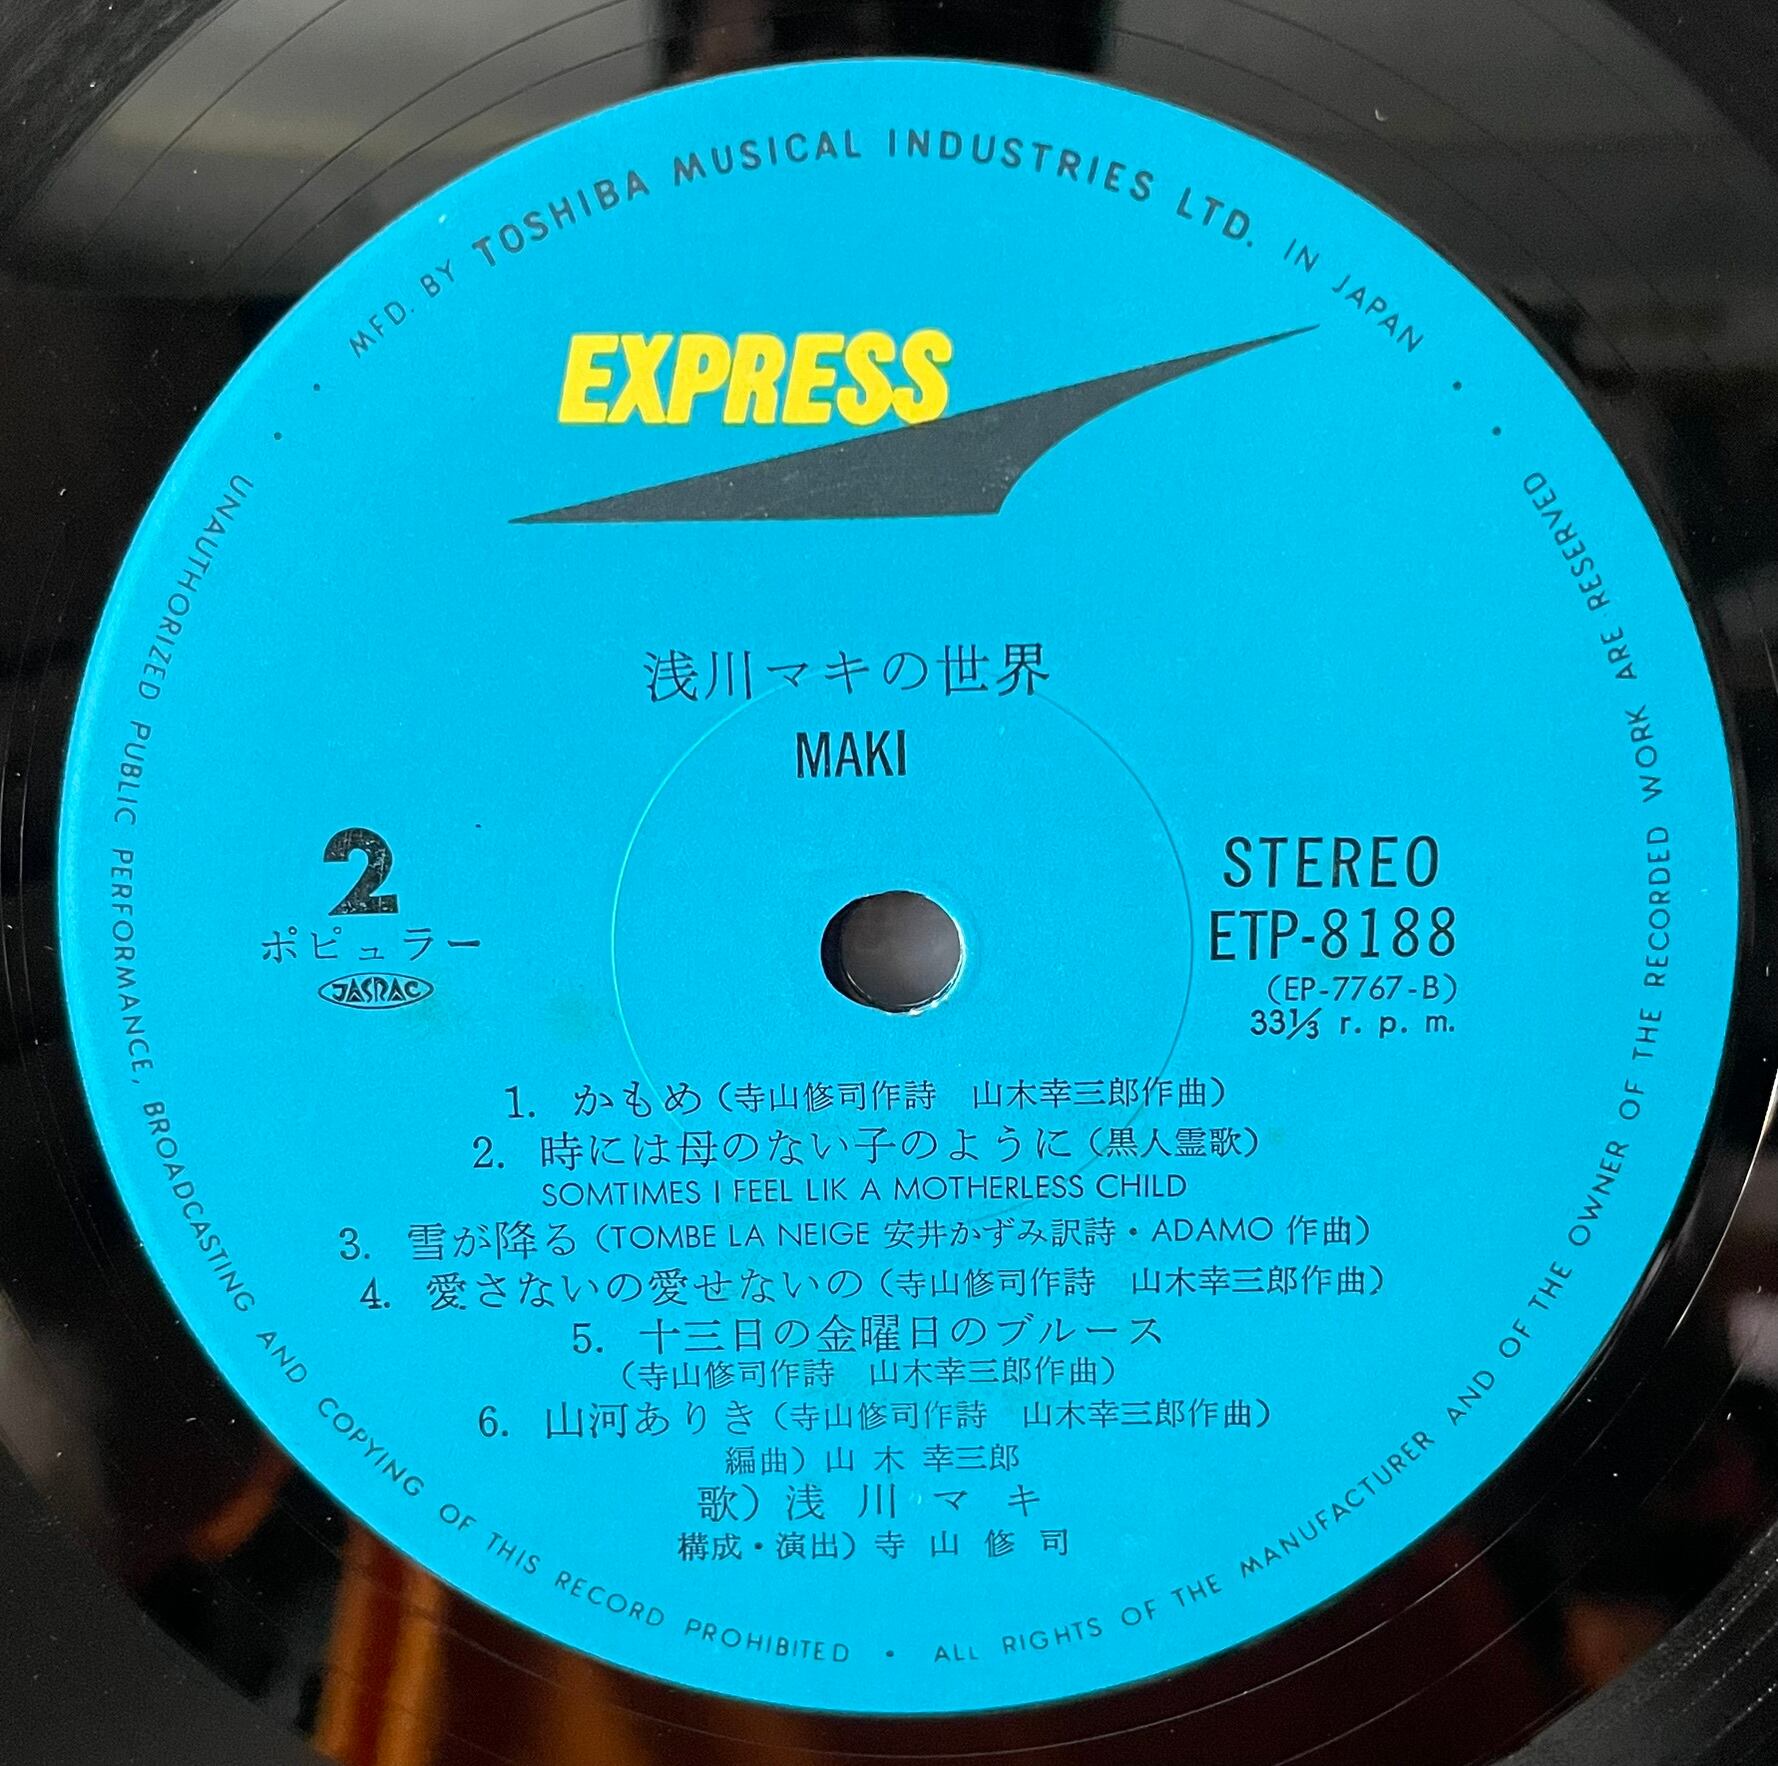 MFD. BY TOSHIBA MUSICAL INDUSTRIES LTD. IN JAPAN
EXPRESS
浅川マキの世界
MAKI
2
ポピュラー
JASRAC
STEREO
ETP-8188
(EP-7767-B)
33⅓ r. p. m.
1. かもめ（寺山修司作詩 山木幸三郎作曲）
2. 時には母のない子のように（黒人霊歌）
SOMTIMES I FEEL LIK A MOTHERLESS CHILD
3. 雪が降る（TOMBE LA NEIGE 安井かずみ訳詩・ADAMO 作曲）
4. 愛さないの愛せないの（寺山修司作詩 山木幸三郎作曲）
5. 十三日の金曜日のブルース
（寺山修司作詩 山木幸三郎作曲）
6. 山河ありき（寺山修司作詩 山木幸三郎作曲）
編曲）山木幸三郎
歌）浅川マキ
構成・演出）寺山修司
UNAUTHORIZED PUBLIC PERFORMANCE, BROADCASTING AND COPYING OF THIS RECORD PROHIBITED • ALL RIGHTS OF THE MANUFACTURER AND OF THE OWNER OF THE RECORDED WORK ARE RESERVED